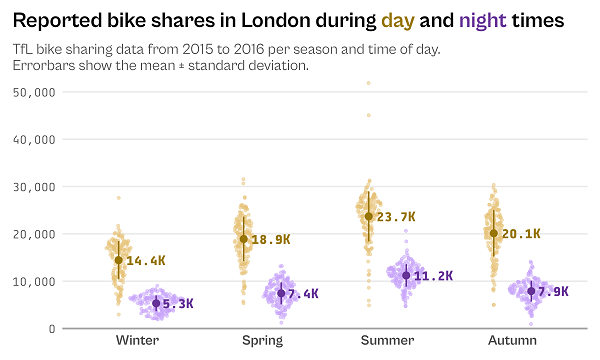 Reported bike shares in London during day and night times
TfL bike sharing data from 2015 to 2016 per season and time of day.
Errorbars show the mean ± standard deviation.
50,000
40,000
30,000
20,000
10,000
0
14.4K
5.3K
18.9K
7.4K
23.7K
11.2K
20.1K
7.9K
Winter
Spring
Summer
Autumn